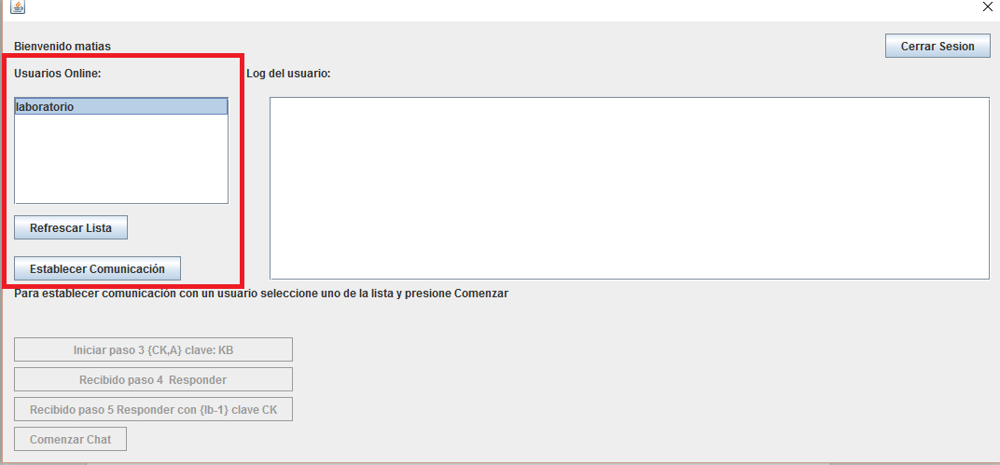 Bienvenido matias
Cerrar Sesion
Usuarios Online:
Log del usuario:
laboratorio
Refrescar Lista
Establecer Comunicación
Para establecer comunicación con un usuario seleccione uno de la lista y presione Comenzar
Iniciar paso 3 {CK,A} clave: KB
Recibido paso 4 Responder
Recibido paso 5 Responder con {Ib-1} clave CK
Comenzar Chat